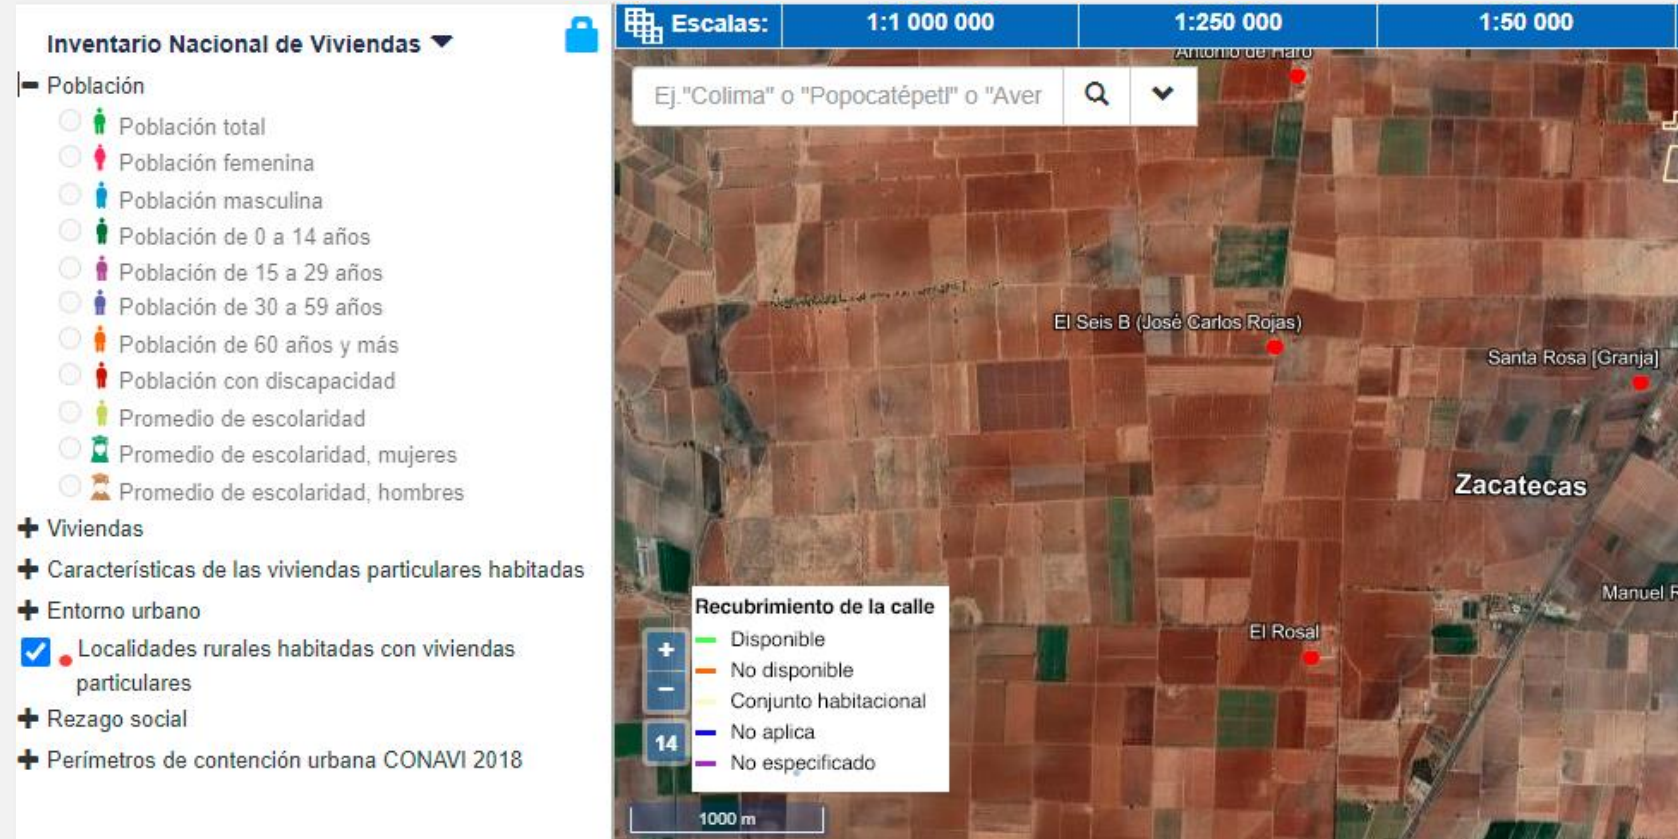 Inventario Nacional de Viviendas
Población
Población total
Población femenina
Población masculina
Población de 0 a 14 años
Población de 15 a 29 años
Población de 30 a 59 años
Población de 60 años y más
Población con discapacidad
Promedio de escolaridad
Promedio de escolaridad, mujeres
Promedio de escolaridad, hombres
Viviendas
Características de las viviendas particulares habitadas
Entorno urbano
Localidades rurales habitadas con viviendas
particulares
Rezago social
Perímetros de contención urbana CONAVI 2018
Escalas: 1:1 000 000 1:250 000 1:50 000
Antonio de Haro
Ej."Colima" o "Popocatépetl" o "Aver
El Seis B (José Carlos Rojas)
Santa Rosa [Granja]
Zacatecas
Manuel R
El Rosal
Recubrimiento de la calle
Disponible
No disponible
Conjunto habitacional
No aplica
No especificado
+
−
14
1000 m